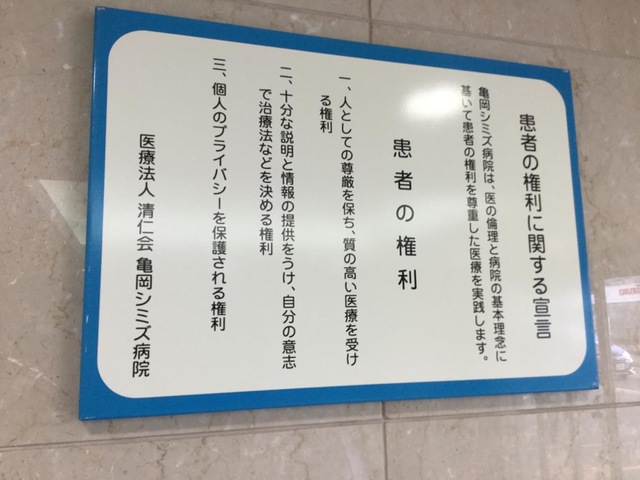 患者の権利に関する宣言
亀岡シミズ病院は、医の倫理と病院の基本理念に
基いて患者の権利を尊重した医療を実践します。
患者の権利
一、人としての尊厳を保ち、質の高い医療を受け
る権利
二、十分な説明と情報の提供をうけ、自分の意志
で治療法などを決める権利
三、個人のプライバシーを保護される権利
医療法人 清仁会 亀岡シミズ病院